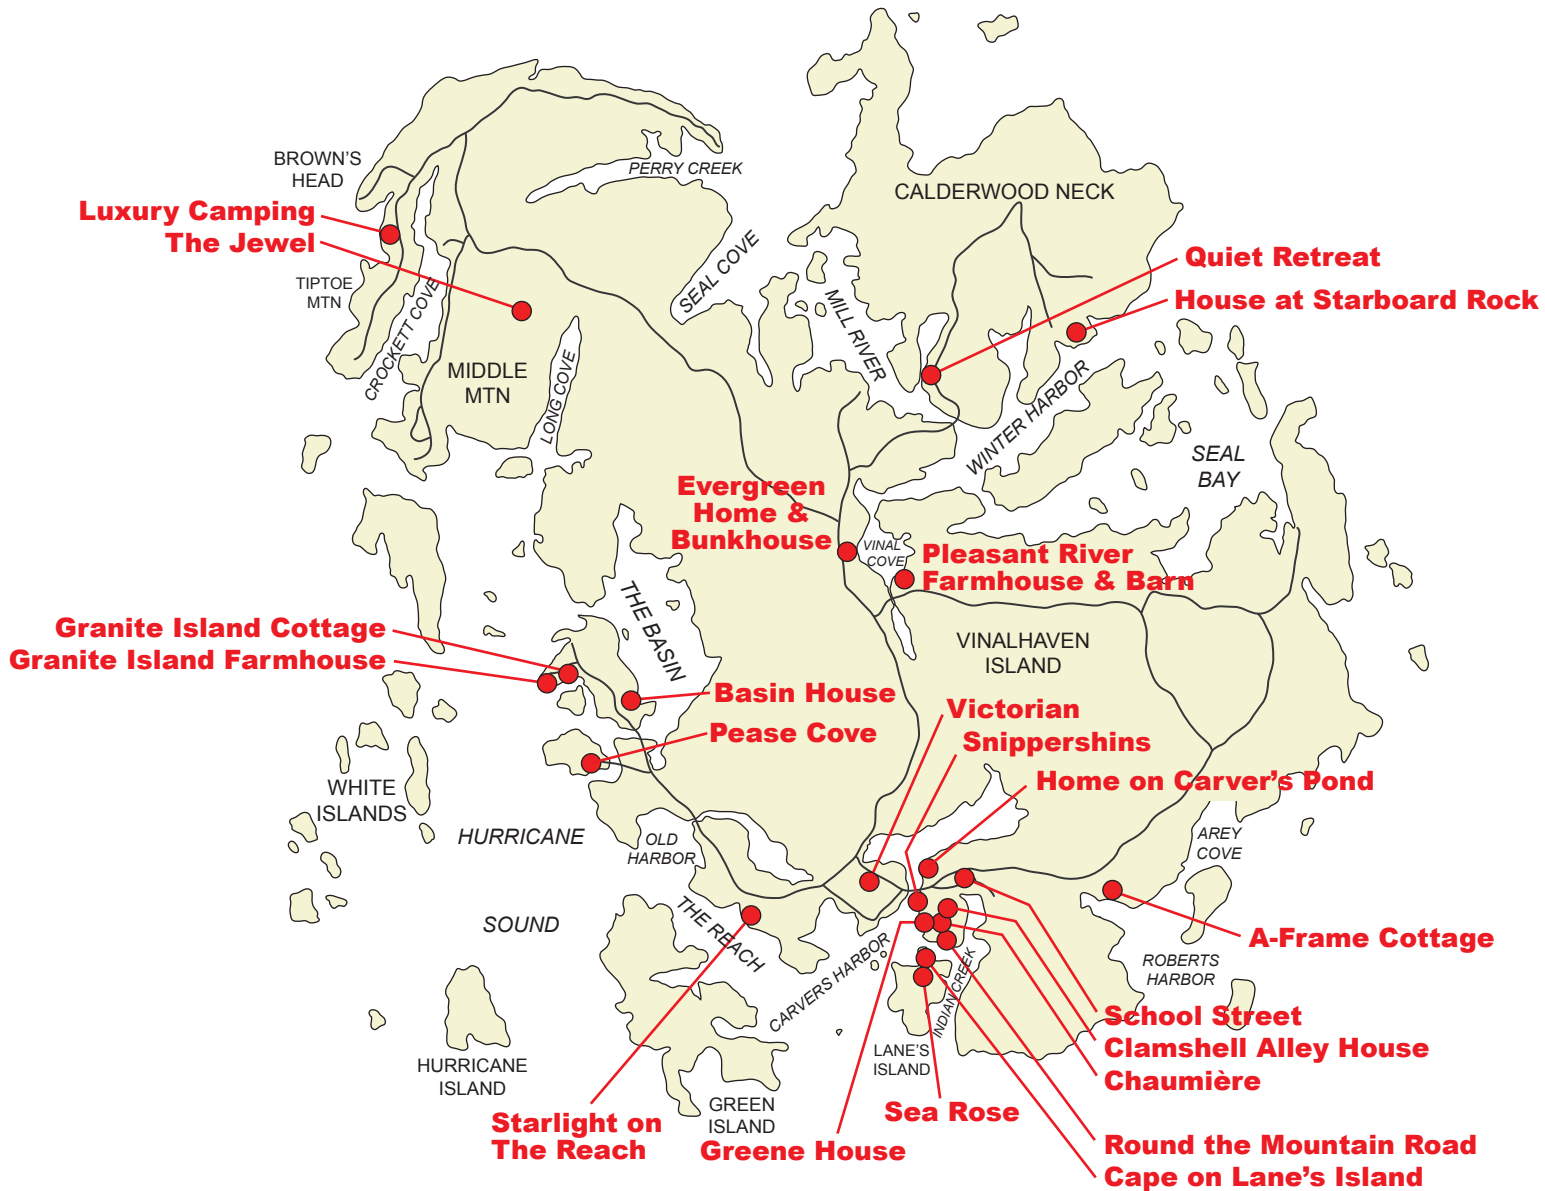 BROWN'S
HEAD
PERRY CREEK
CALDERWOOD NECK
Luxury Camping
The Jewel
SEAL COVE
Quiet Retreat
TIPTOE
MTN
CROCKETT COVE
MILL RIVER
House at Starboard Rock
MIDDLE
MTN
LONG COVE
WINTER HARBOR
SEAL
BAY
Evergreen
Home &
Bunkhouse
VINAL
COVE
Pleasant River
Farmhouse & Barn
THE BASIN
Granite Island Cottage
Granite Island Farmhouse
VINALHAVEN
ISLAND
Basin House
Pease Cove
Victorian
Snippershins
Home on Carver's Pond
WHITE
ISLANDS
HURRICANE
OLD
HARBOR
AREY
COVE
SOUND
THE REACH
CARVERS HARBOR
INDIAN CREEK
A-Frame Cottage
ROBERTS
HARBOR
School Street
Clamshell Alley House
Chaumière
LANE'S
ISLAND
HURRICANE
ISLAND
GREEN
ISLAND
Sea Rose
Starlight on
The Reach
Greene House
Round the Mountain Road
Cape on Lane's Island